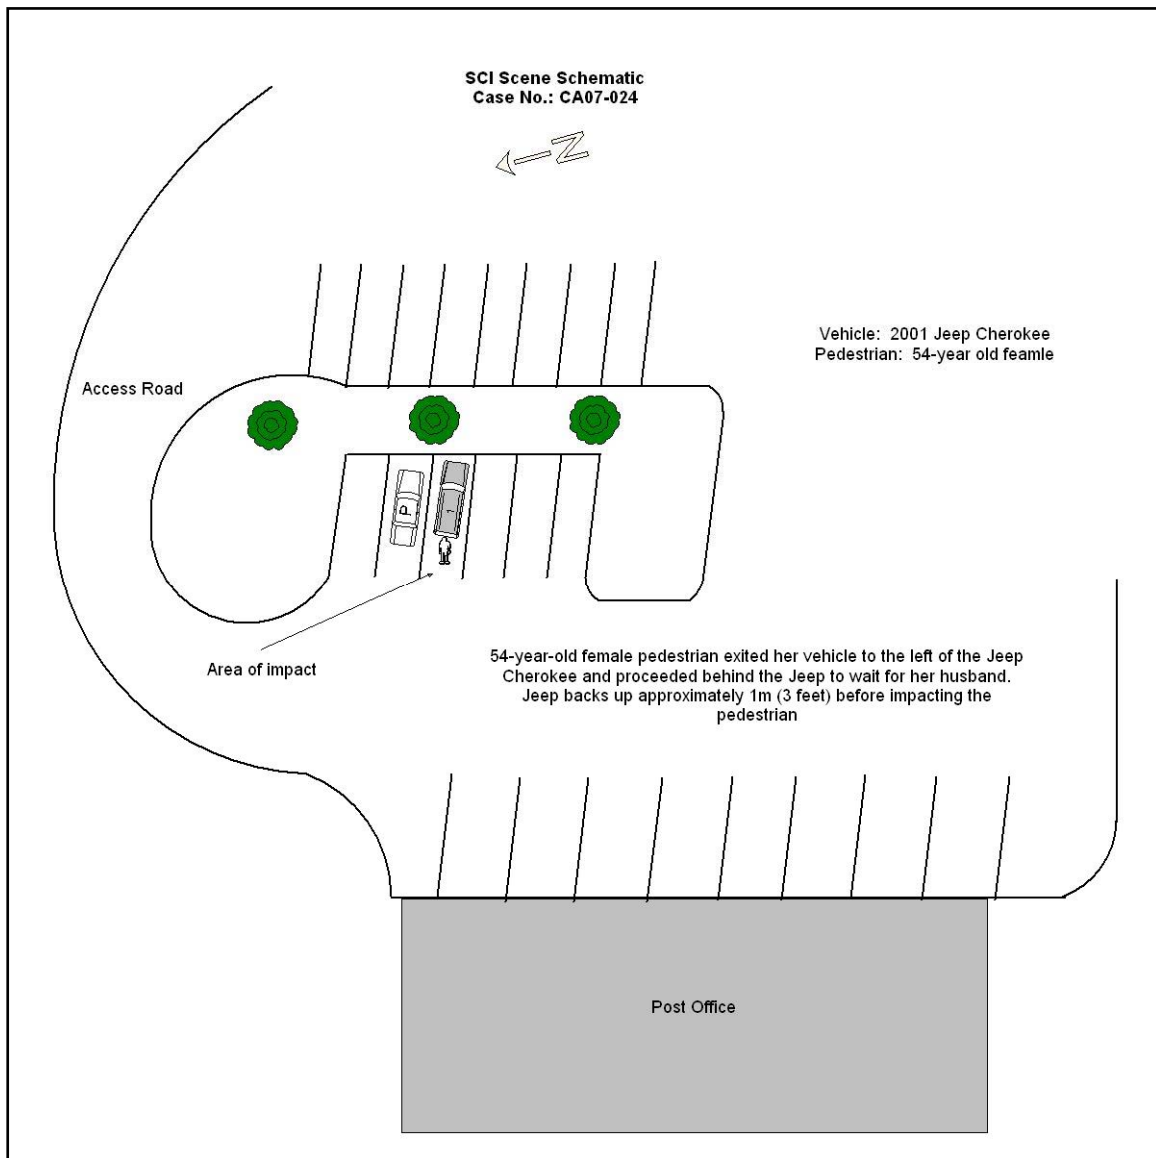 SCI Scene Schematic
Case No.: CA07-024
N
Vehicle: 2001 Jeep Cherokee
Pedestrian: 54-year old feamle
Access Road
P
1
Area of impact
54-year-old female pedestrian exited her vehicle to the left of the Jeep
Cherokee and proceeded behind the Jeep to wait for her husband.
Jeep backs up approximately 1m (3 feet) before impacting the
pedestrian
Post Office